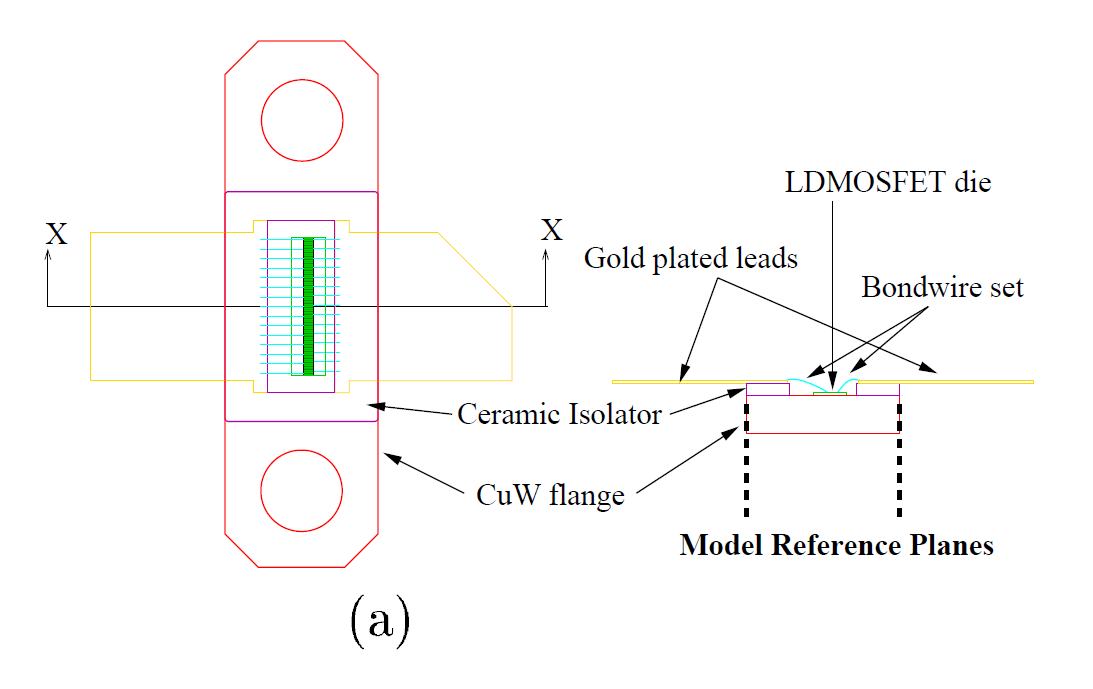 X
X
LDMOSFET die
Gold plated leads
Bondwire set
Ceramic Isolator
CuW flange
Model Reference Planes
(a)